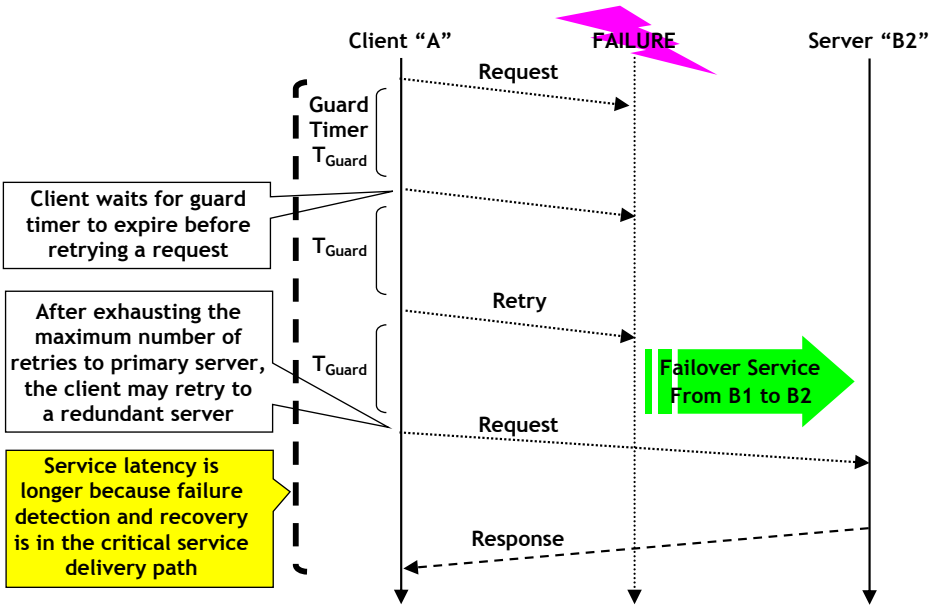 Client “A”
FAILURE
Server “B2”
Request
Guard
Timer
TGuard
Client waits for guard
timer to expire before
retrying a request
TGuard
Retry
After exhausting the
maximum number of
retries to primary server,
the client may retry to
a redundant server
TGuard
Failover Service
From B1 to B2
Request
Service latency is
longer because failure
detection and recovery
is in the critical service
delivery path
Response